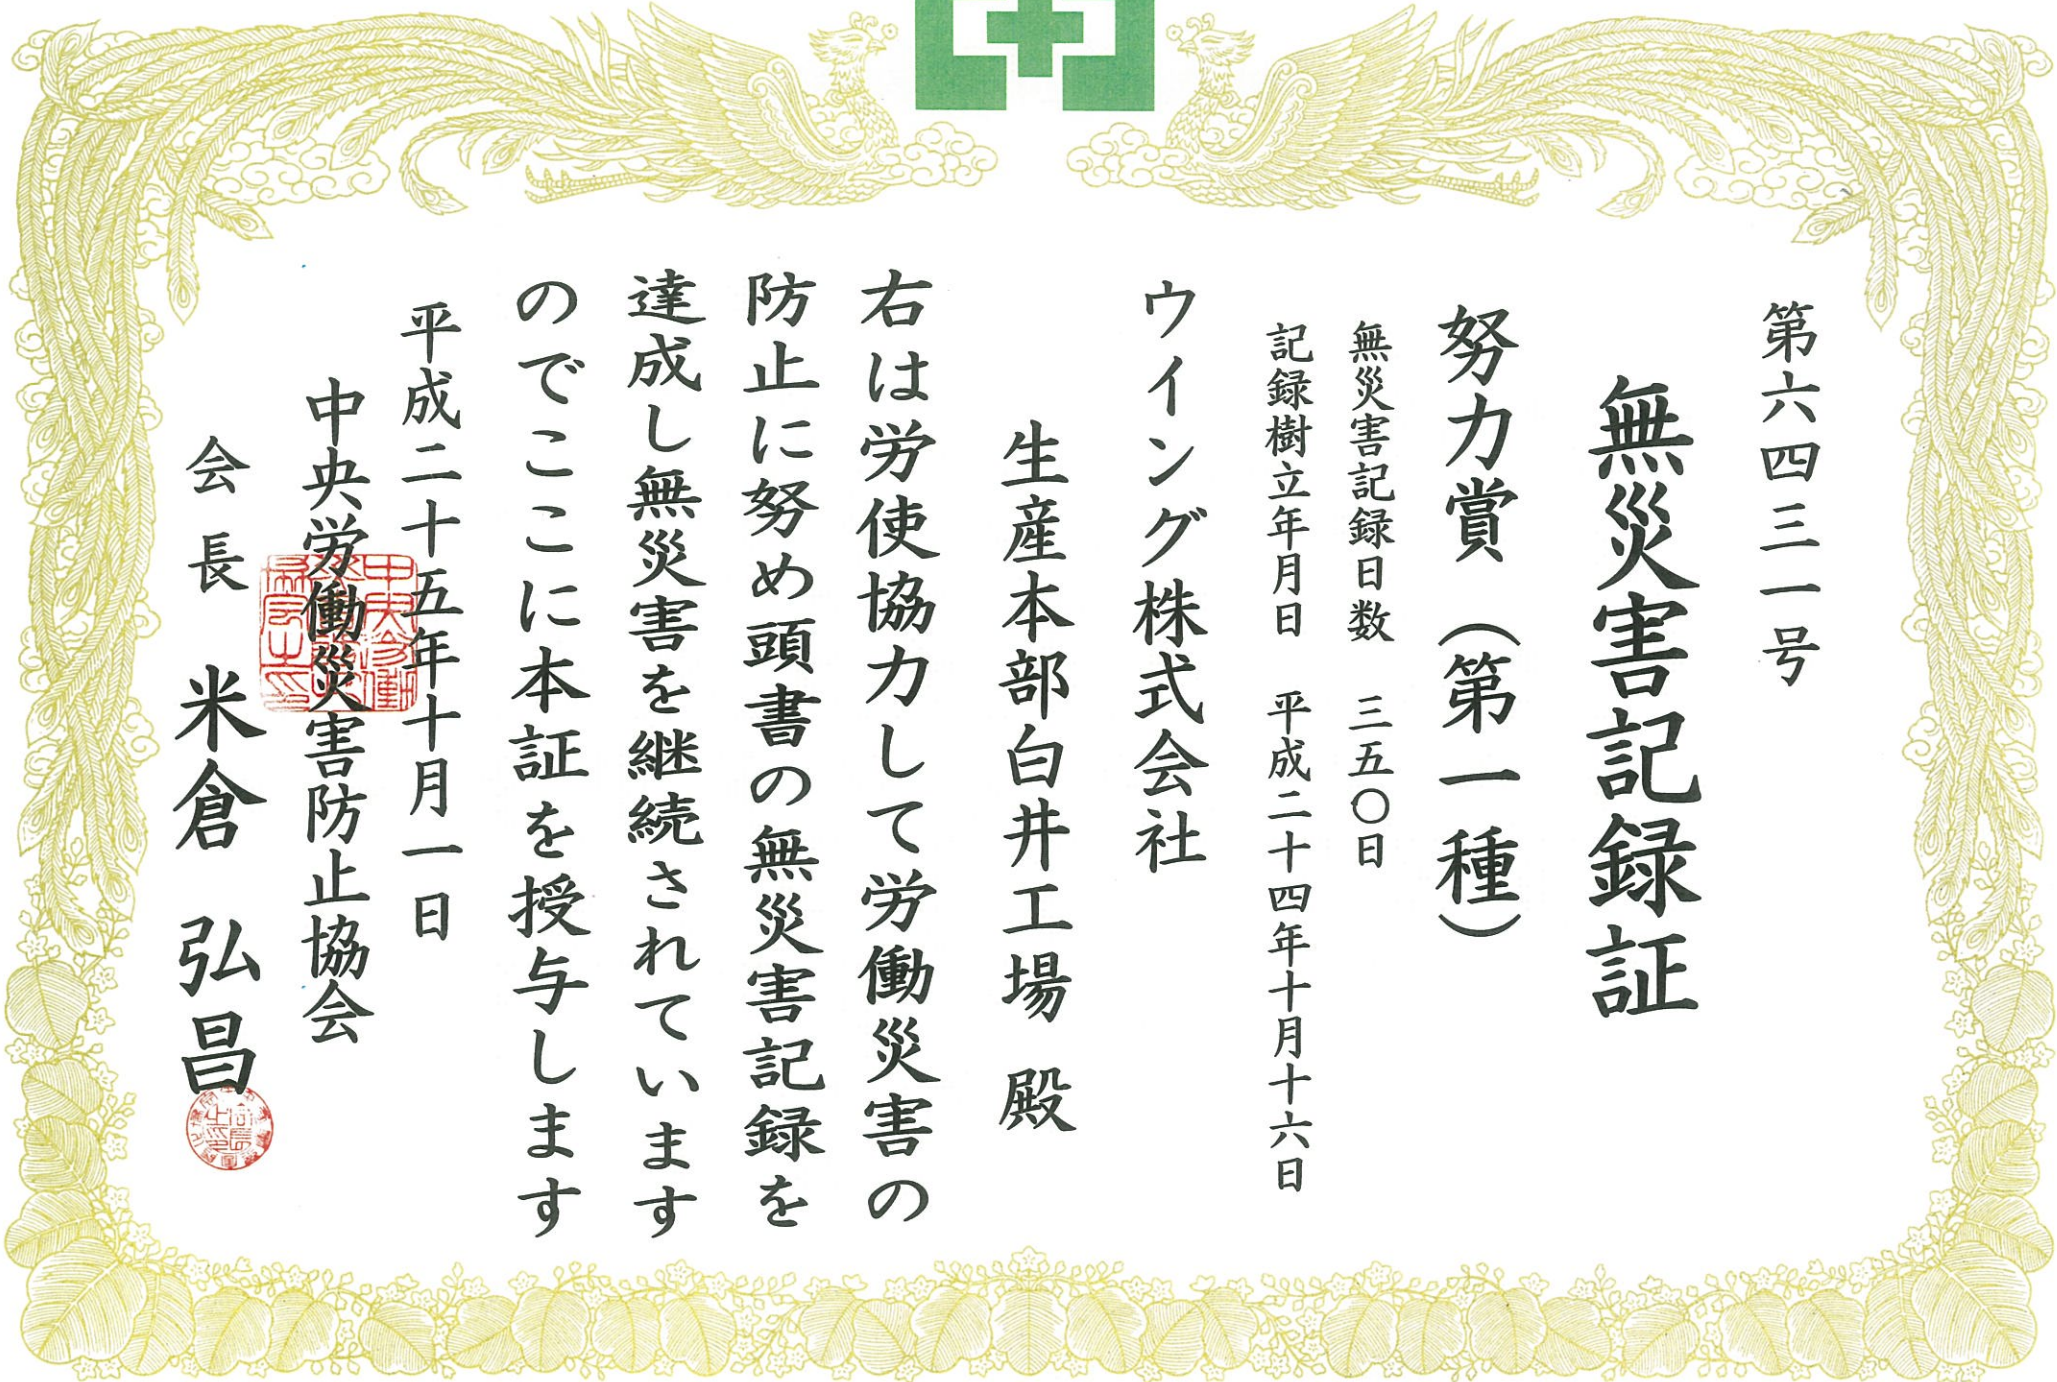 第六四三一号
無災害記録証
努力賞（第一種）
無災害記録日数　三五〇日
記録樹立年月日　平成二十四年十月十六日
ウイング株式会社
生産本部白井工場 殿
右は労使協力して労働災害の
防止に努め頭書の無災害記録を
達成し無災害を継続されています
のでここに本証を授与します
平成二十五年十月一日
中央労働災害防止協会
会長　米倉 弘昌